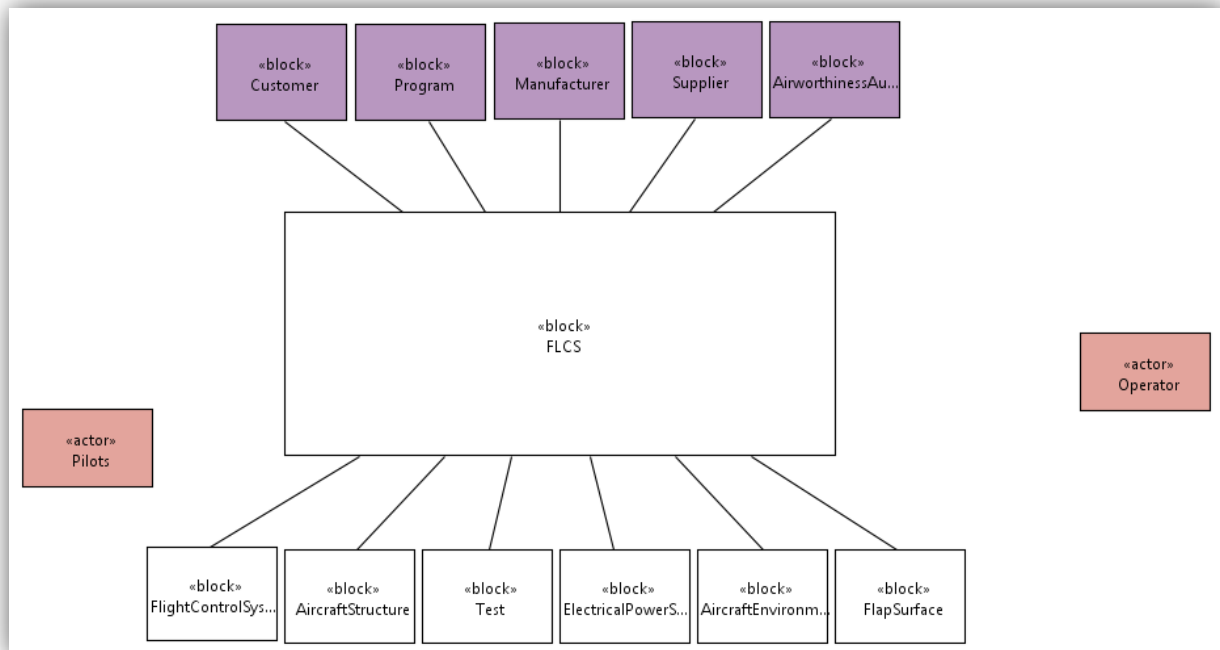 «block»
Customer
«block»
Program
«block»
Manufacturer
«block»
Supplier
«block»
AirworthinessAu...
«block»
FLCS
«actor»
Operator
«actor»
Pilots
«block»
FlightControlSys...
«block»
AircraftStructure
«block»
Test
«block»
ElectricalPowerS...
«block»
AircraftEnvironm...
«block»
FlapSurface